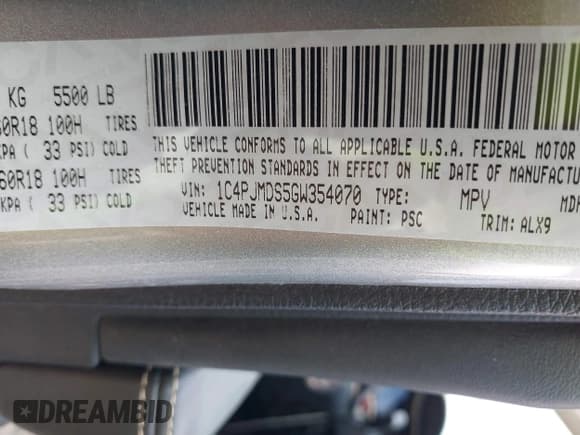 KG 5500 LB
60R18 100H TIRES
KPA ( 33 PSI) COLD
60R18 100H TIRES
KPA ( 33 PSI) COLD
THIS VEHICLE CONFORMS TO ALL APPLICABLE U.S.A. FEDERAL MOTOR
THEFT PREVENTION STANDARDS IN EFFECT ON THE DATE OF MANUFACTU
VIN: 1C4PJMDS5GW354070 TYPE: MPV MDH
VEHICLE MADE IN U.S.A. PAINT: PSC TRIM: ALX9
DREAMBID